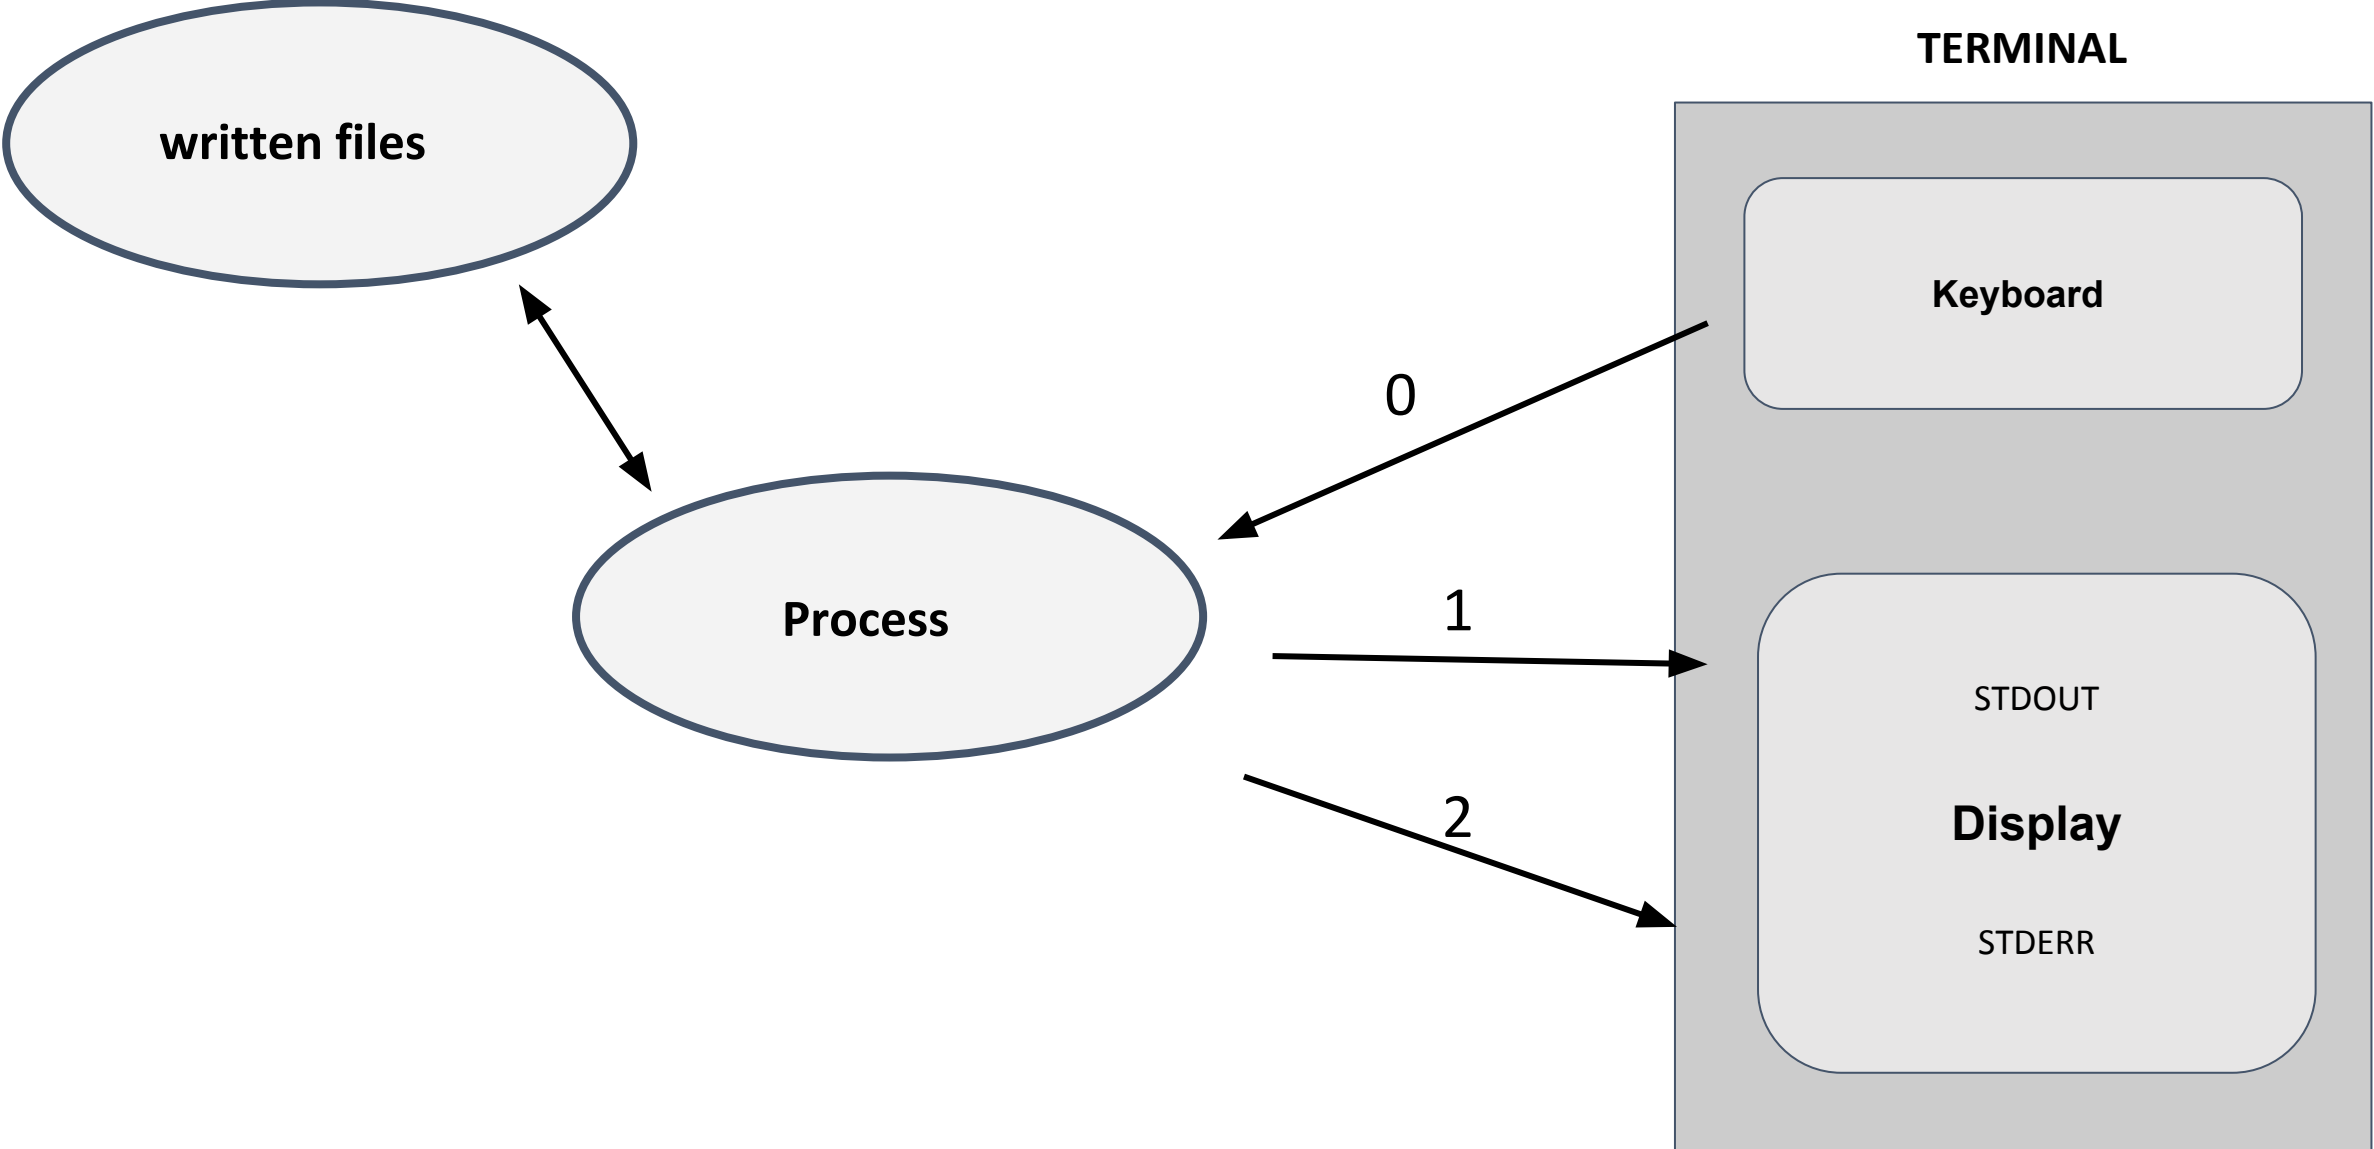 TERMINAL
written files
Keyboard
0
Process
1
STDOUT
2
Display
STDERR